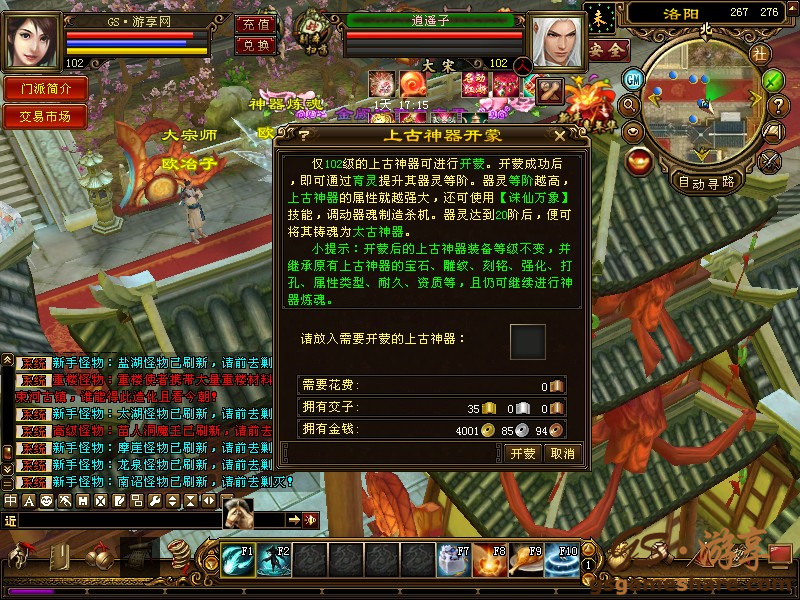 GS·游享网
102
充值
兑换
逍遥子
大宋
102
洛阳
267 276
北
安全
社
GM
门派简介
交易市场
1天 17:15
自动寻路
神器炼魂
大宗师
欧冶子
上古神器开蒙
仅102级的上古神器可进行开蒙。开蒙成功后
，即可通过育灵提升其器灵等阶。器灵等阶越高，
上古神器的属性就越强大，还可使用【诛仙万象】
技能，调动器魂制造杀机。器灵达到20阶后，便可
将其铸魂为太古神器。
小提示：开蒙后的上古神器装备等级不变，并
继承原有上古神器的宝石、雕纹、刻铭、强化、打
孔、属性类型、耐久、资质等，且仍可继续进行神
器炼魂。
请放入需要开蒙的上古神器：
需要花费： 0
拥有交子： 35 0 0
拥有金钱： 4001 85 94
开蒙 取消
系统 新手怪物：盐湖怪物已刷新，请前去剿
系统 重楼怪物：重楼使者携带大量重楼材料
束河古镇，谁能得此造化且看今朝！
系统 新手怪物：太湖怪物已刷新，请前去剿
系统 高级怪物：苗人洞魔王已刷新，请前去
系统 新手怪物：摩崖怪物已刷新，请前去剿
系统 新手怪物：龙泉怪物已刷新，请前去剿
系统 新手怪物：南诏怪物已刷新，请前去剿灭！
近
F1 F2 F7 F8 F9 F10
1
GS·游享